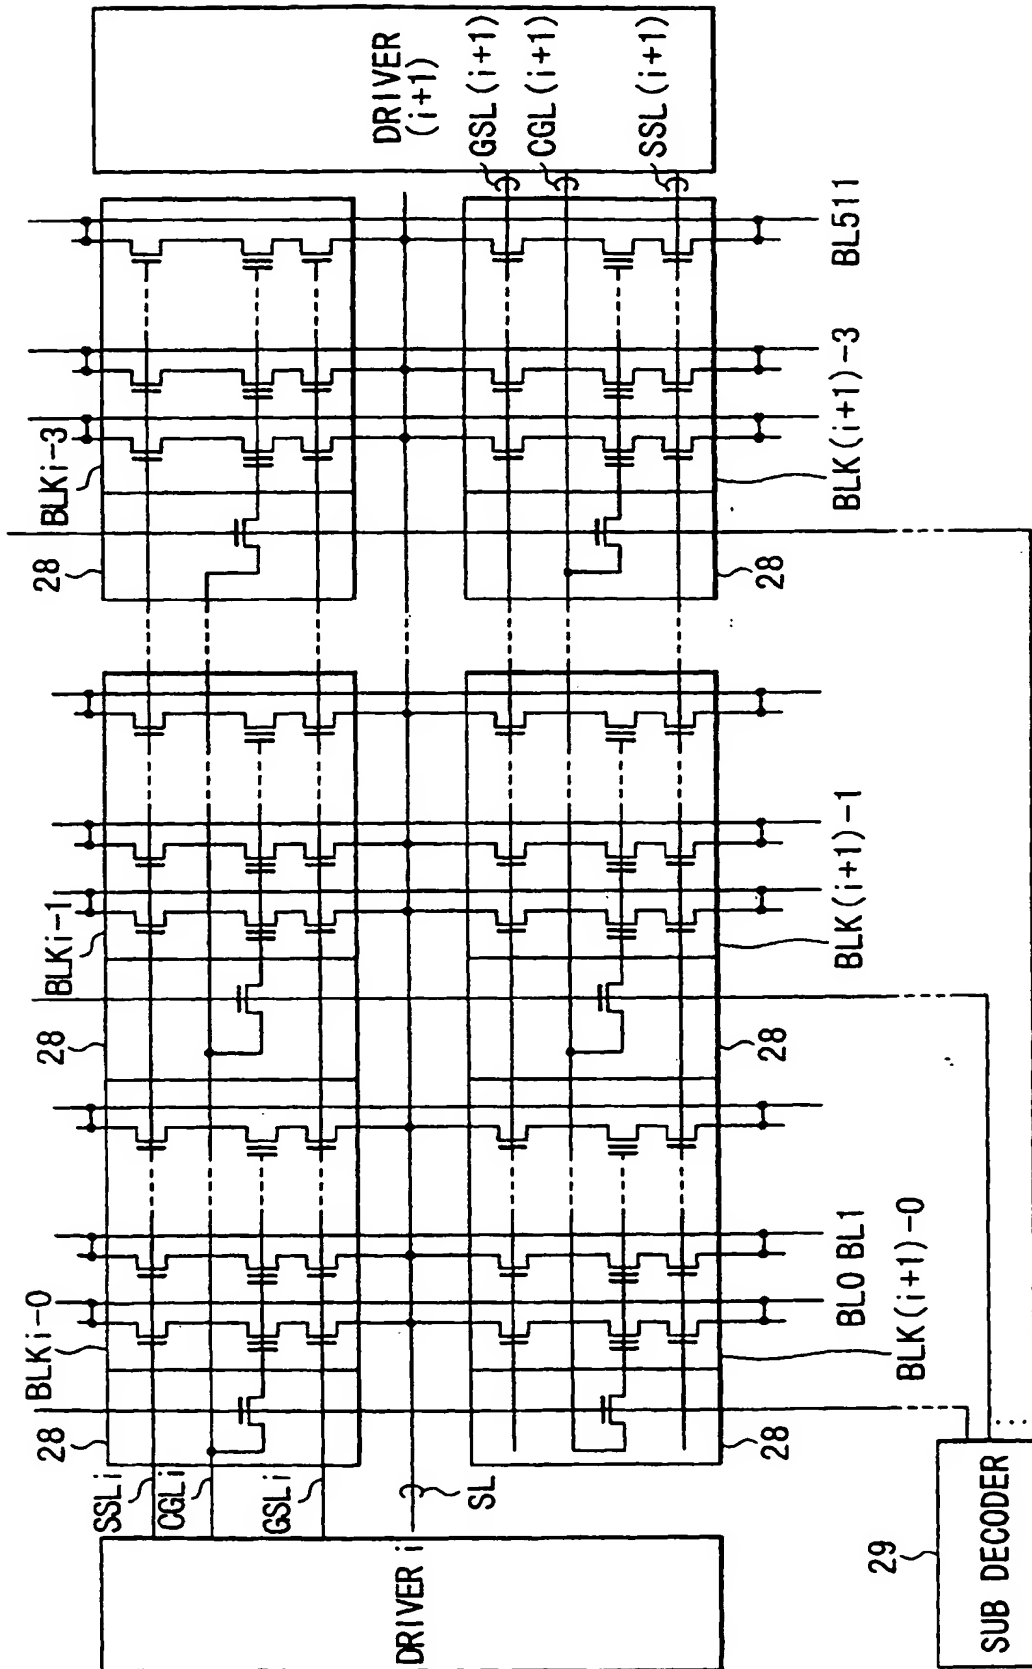 DRIVER i
SSLi
CGLi
GSLi
SL
28
BLKi-0
28
BLKi-1
28
BLKi-3
28
BLK(i+1)-0
28
BLK(i+1)-1
28
BLK(i+1)-3
BL0 BL1
BL511
DRIVER
(i+1)
GSL(i+1)
CGL(i+1)
SSL(i+1)
29
SUB DECODER